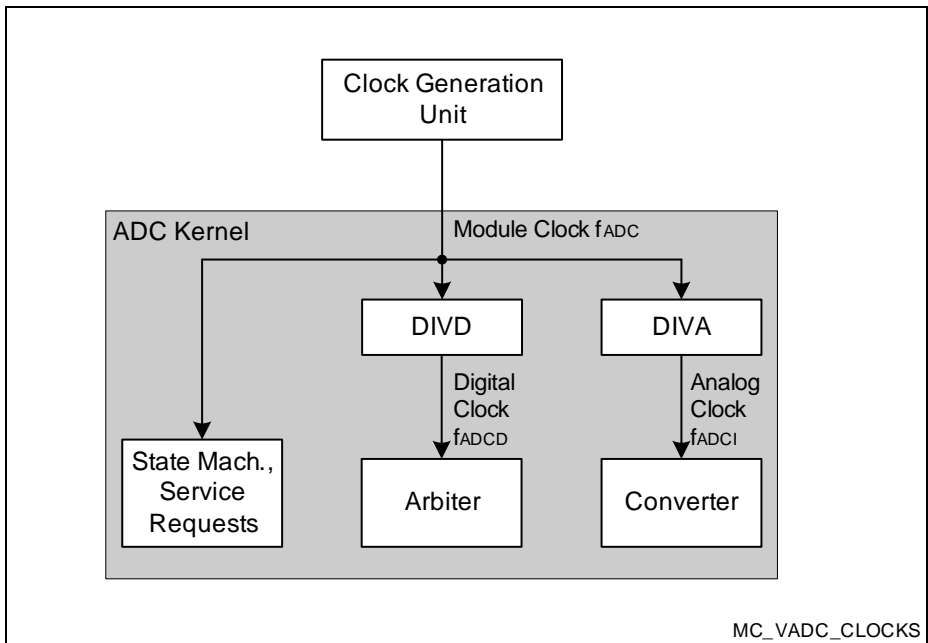 Clock Generation
Unit
ADC Kernel
Module Clock fADC
DIVD
DIVA
Digital
Clock
fADCD
Analog
Clock
fADCI
State Mach.,
Service
Requests
Arbiter
Converter
MC_VADC_CLOCKS